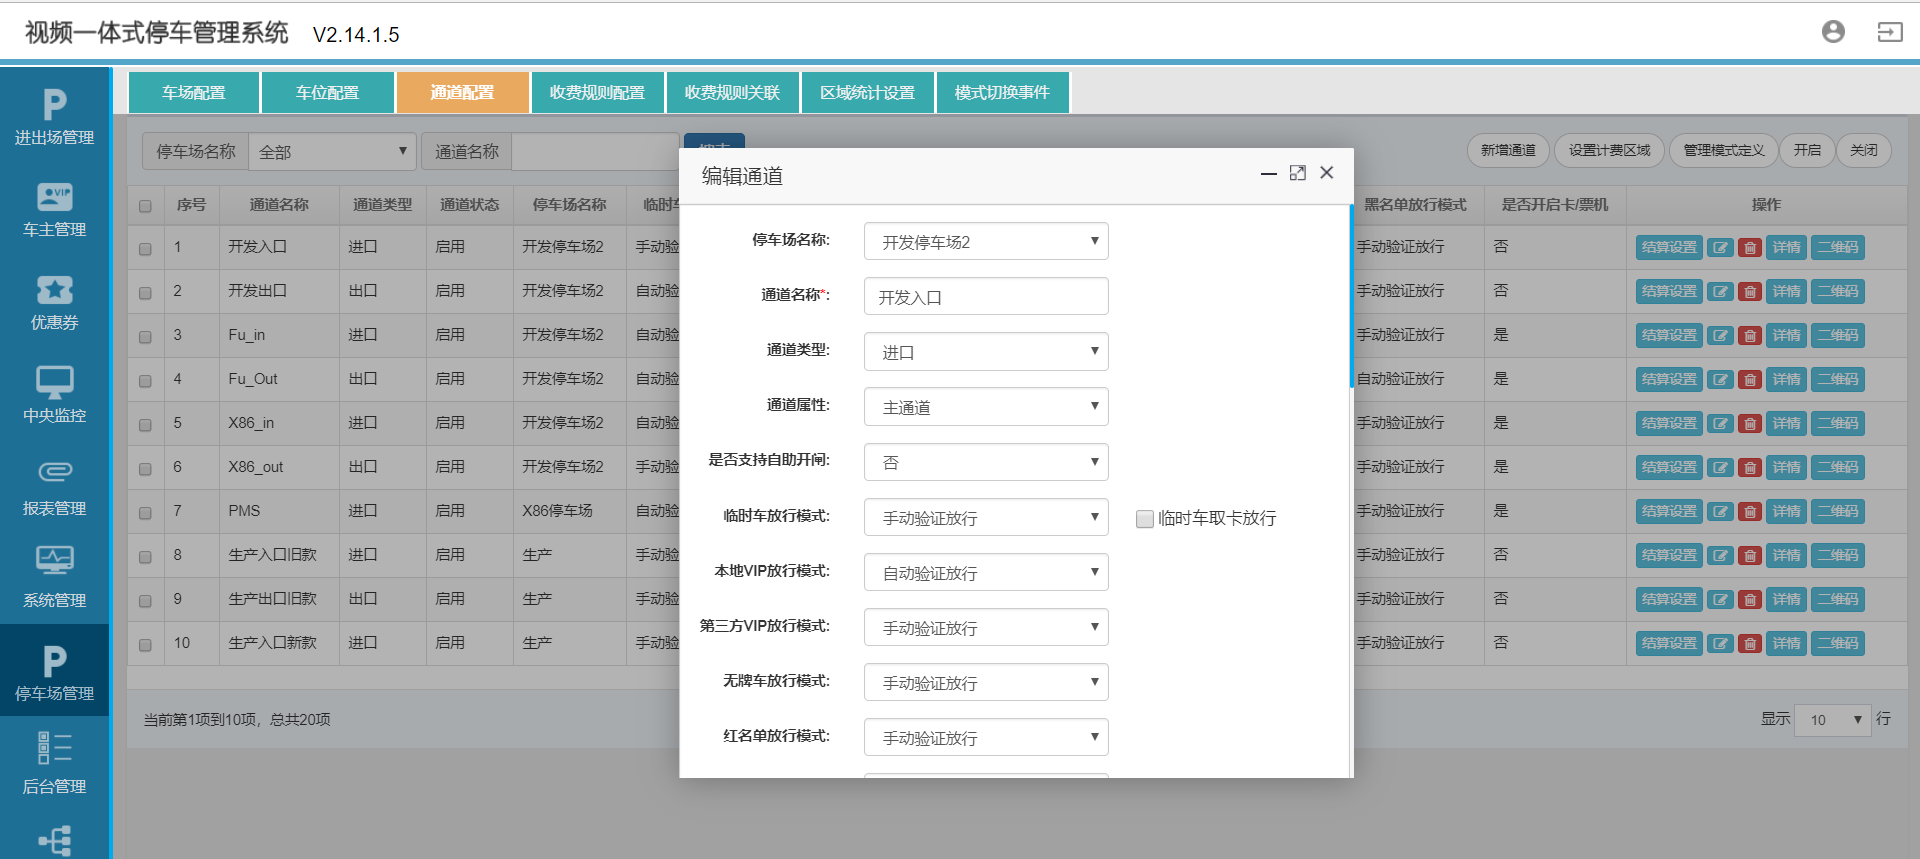 视频一体式停车管理系统 V2.14.1.5
P
进出场管理
VIP
车主管理
优惠券
中央监控
报表管理
系统管理
P
停车场管理
后台管理
车场配置 车位配置 通道配置 收费规则配置 收费规则关联 区域统计设置 模式切换事件
停车场名称 全部 通道名称 新增通道 设置计费区域 管理模式定义 开启 关闭
序号 通道名称 通道类型 通道状态 停车场名称 临时车 黑名单放行模式 是否开启卡/票机 操作
1 开发入口 进口 启用 开发停车场2 手动验 手动验证放行 否 结算设置 详情 二维码
2 开发出口 出口 启用 开发停车场2 自动验 手动验证放行 否 结算设置 详情 二维码
3 Fu_in 进口 启用 开发停车场2 自动验 手动验证放行 是 结算设置 详情 二维码
4 Fu_Out 出口 启用 开发停车场2 自动验 自动验证放行 是 结算设置 详情 二维码
5 X86_in 进口 启用 开发停车场2 自动验 手动验证放行 是 结算设置 详情 二维码
6 X86_out 出口 启用 开发停车场2 手动验 手动验证放行 是 结算设置 详情 二维码
7 PMS 进口 启用 X86停车场 自动验 手动验证放行 是 结算设置 详情 二维码
8 生产入口旧款 进口 启用 生产 手动验 手动验证放行 否 结算设置 详情 二维码
9 生产出口旧款 出口 启用 生产 手动验 手动验证放行 否 结算设置 详情 二维码
10 生产入口新款 进口 启用 生产 手动验 手动验证放行 否 结算设置 详情 二维码
当前第1项到10项，总共20项 显示 10 行
编辑通道
停车场名称: 开发停车场2
通道名称*: 开发入口
通道类型: 进口
通道属性: 主通道
是否支持自助开闸: 否
临时车放行模式: 手动验证放行 临时车取卡放行
本地VIP放行模式: 自动验证放行
第三方VIP放行模式: 手动验证放行
无牌车放行模式: 手动验证放行
红名单放行模式: 手动验证放行